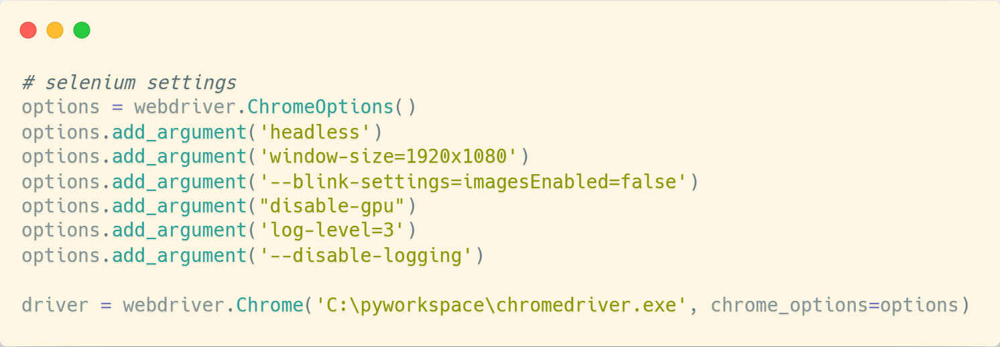 # selenium settings
options = webdriver.ChromeOptions()
options.add_argument('headless')
options.add_argument('window-size=1920x1080')
options.add_argument('--blink-settings=imagesEnabled=false')
options.add_argument("disable-gpu")
options.add_argument('log-level=3')
options.add_argument('--disable-logging')
driver = webdriver.Chrome('C:\pyworkspace\chromedriver.exe', chrome_options=options)